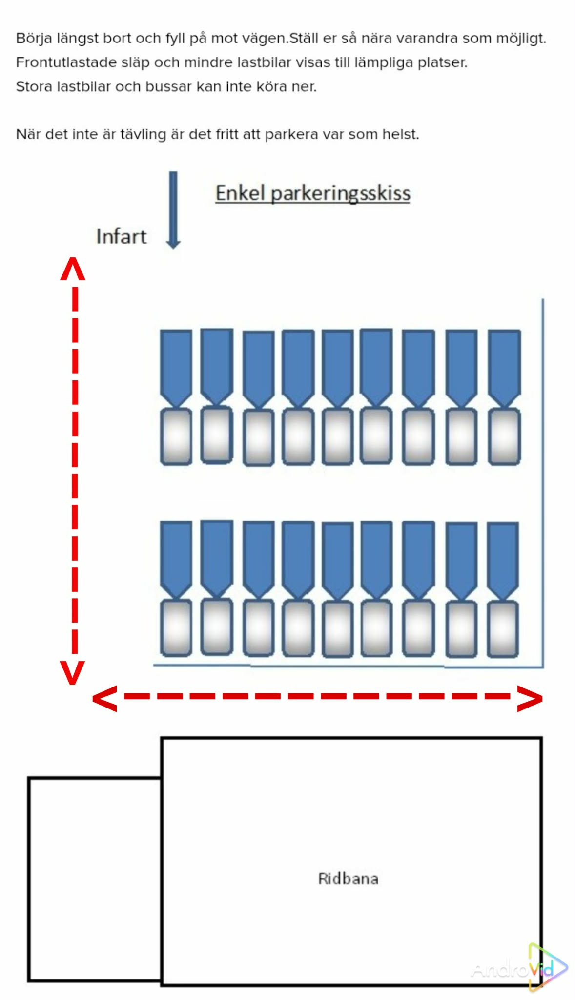 Börja längst bort och fyll på mot vägen.Ställ er så nära varandra som möjligt.
Frontutlastade släp och mindre lastbilar visas till lämpliga platser.
Stora lastbilar och bussar kan inte köra ner.
När det inte är tävling är det fritt att parkera var som helst.
Enkel parkeringsskiss
Infart
Ridbana
AndroVid